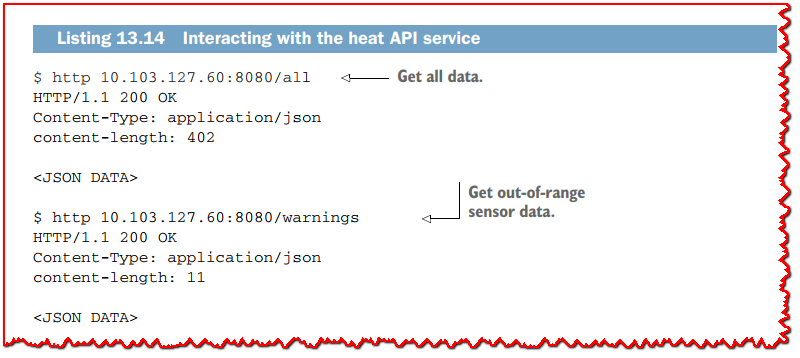 Listing 13.14 Interacting with the heat API service
$ http 10.103.127.60:8080/all
Get all data.
HTTP/1.1 200 OK
Content-Type: application/json
content-length: 402
<JSON DATA>
Get out-of-range
sensor data.
$ http 10.103.127.60:8080/warnings
HTTP/1.1 200 OK
Content-Type: application/json
content-length: 11
<JSON DATA>